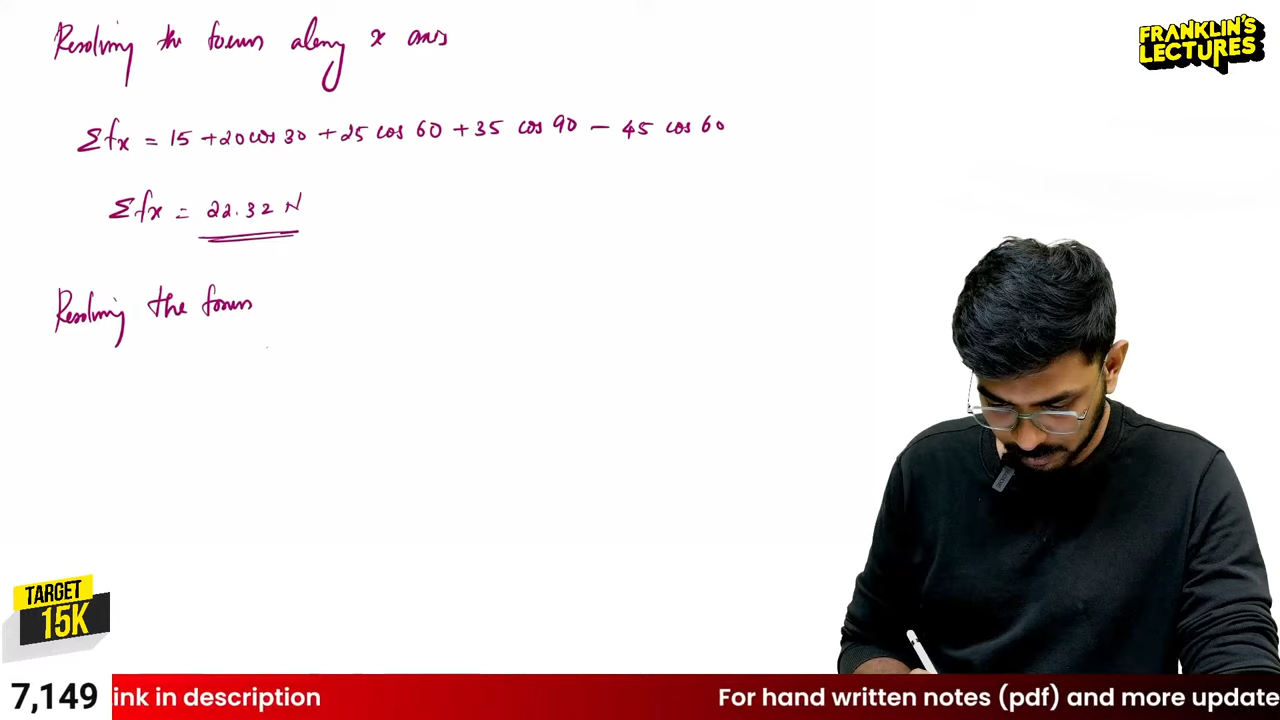 Resolving the forces along x axis
FRANKLIN'S
LECTURES
Σfx = 15 + 20 cos 30 + 25 cos 60 + 35 cos 90 - 45 cos 60
Σfx = 22.32 N
Resolving the forces
TARGET
15K
7,149
ink in description
For hand written notes (pdf) and more update